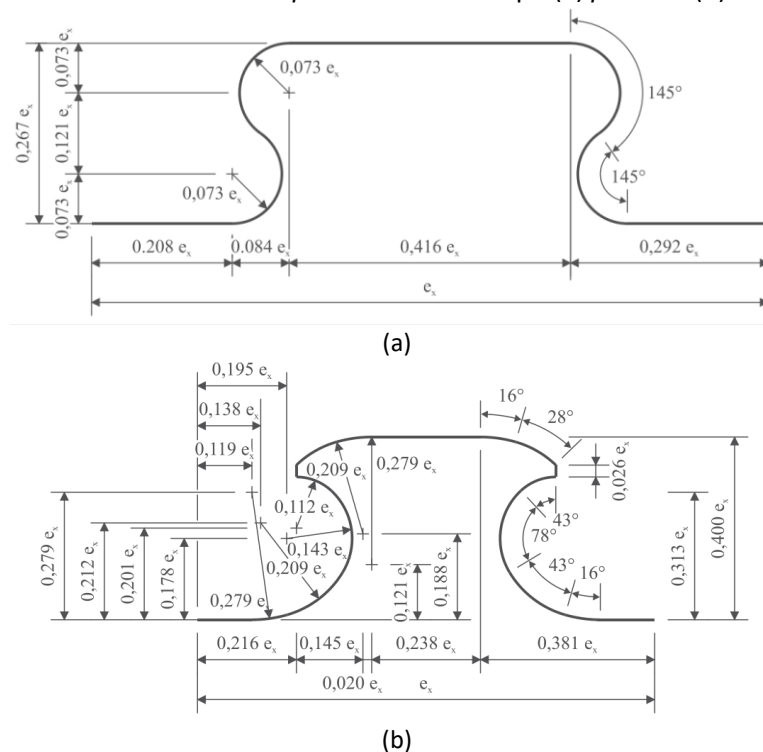 0,073 eₓ
0,073 eₓ
145°
0,267 eₓ
0,121 eₓ
145°
0,073 eₓ
0,073 eₓ
0.208 eₓ
0.084 eₓ
0,416 eₓ
0,292 eₓ
eₓ
(a)
0,195 eₓ
16°
28°
0,138 eₓ
0,119 eₓ
0,209 eₓ
0,279 eₓ
0,026 eₓ
0,112 eₓ
43°
0,400 eₓ
0,279 eₓ
0,212 eₓ
0,201 eₓ
0,178 eₓ
0,143 eₓ
78°
0,313 eₓ
0,209 eₓ
0,121 eₓ
0,188 eₓ
43°
16°
0,279 eₓ
0,216 eₓ
0,145 eₓ
0,238 eₓ
0,381 eₓ
0,020 eₓ
eₓ
(b)